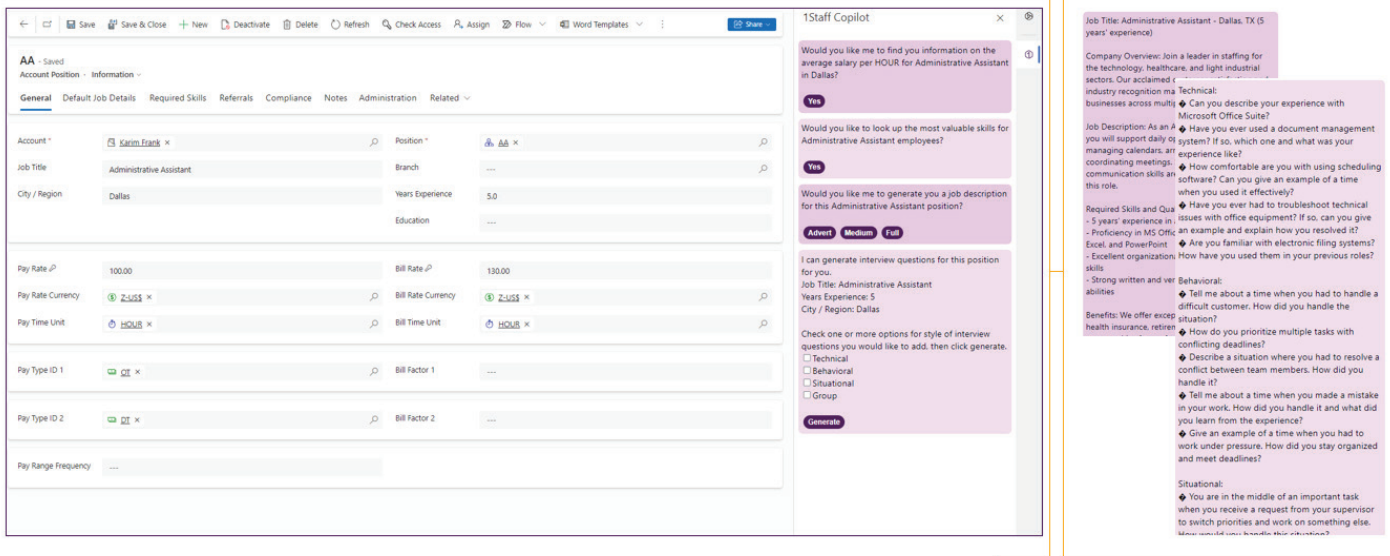 Save Save & Close New Deactivate Delete Refresh Check Access Assign Flow Word Templates Share
AA - Saved
Account Position · Information
General Default Job Details Required Skills Referrals Compliance Notes Administration Related
Account * Karim Frank × Position * AA ×
Job Title Administrative Assistant Branch ---
City / Region Dallas Years Experience 5.0
Education ---
Pay Rate 100.00 Bill Rate 130.00
Pay Rate Currency Z-US$ × Bill Rate Currency Z-US$ ×
Pay Time Unit HOUR × Bill Time Unit HOUR ×
Pay Type ID 1 OT × Bill Factor 1 ---
Pay Type ID 2 DT × Bill Factor 2 ---
Pay Range Frequency ---
1Staff Copilot
Would you like me to find you information on the
average salary per HOUR for Administrative Assistant
in Dallas?
Yes
Would you like to look up the most valuable skills for
Administrative Assistant employees?
Yes
Would you like me to generate you a job description
for this Administrative Assistant position?
Advert Medium Full
I can generate interview questions for this position
for you.
Job Title: Administrative Assistant
Years Experience: 5
City / Region: Dallas
Check one or more options for style of interview
questions you would like to add, then click generate.
Technical
Behavioral
Situational
Group
Generate
Job Title: Administrative Assistant - Dallas, TX (5
years' experience)
Company Overview: Join a leader in staffing for
the technology, healthcare, and light industrial
sectors. Our acclaimed
industry recognition
businesses across
Job Description: As an
you will support daily
managing calendars,
coordinating meetings.
communication skills
this role.
Required Skills and
- 5 years' experience in
- Proficiency in MS
Excel, and PowerPoint
- Excellent
skills
- Strong written and
abilities
Benefits: We offer
health insurance,
Technical:
� Can you describe your experience with
Microsoft Office Suite?
� Have you ever used a document management
system? If so, which one and what was your
experience like?
� How comfortable are you with using scheduling
software? Can you give an example of a time
when you used it effectively?
� Have you ever had to troubleshoot technical
issues with office equipment? If so, can you give
an example and explain how you resolved it?
� Are you familiar with electronic filing systems?
How have you used them in your previous roles?
Behavioral:
� Tell me about a time when you had to handle a
difficult customer. How did you handle the
situation?
� How do you prioritize multiple tasks with
conflicting deadlines?
� Describe a situation where you had to resolve a
conflict between team members. How did you
handle it?
� Tell me about a time when you made a mistake
in your work. How did you handle it and what did
you learn from the experience?
� Give an example of a time when you had to
work under pressure. How did you stay organized
and meet deadlines?
Situational:
� You are in the middle of an important task
when you receive a request from your supervisor
to switch priorities and work on something else.
How would you handle this situation?